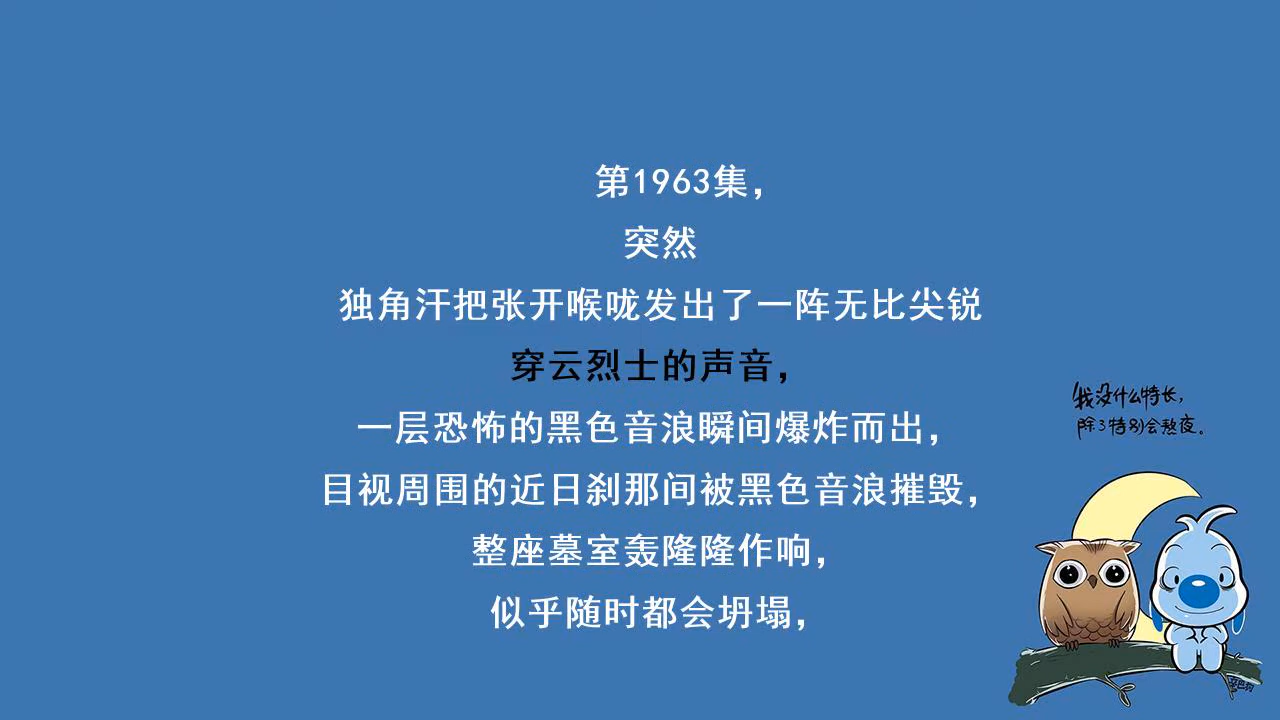 第1963集，
突然
独角汗把张开喉咙发出了一阵无比尖锐
穿云烈士的声音，
一层恐怖的黑色音浪瞬间爆炸而出，
目视周围的近日刹那间被黑色音浪摧毁，
整座墓室轰隆隆作响，
似乎随时都会坍塌，
我没什么特长，
除了特别会熬夜。